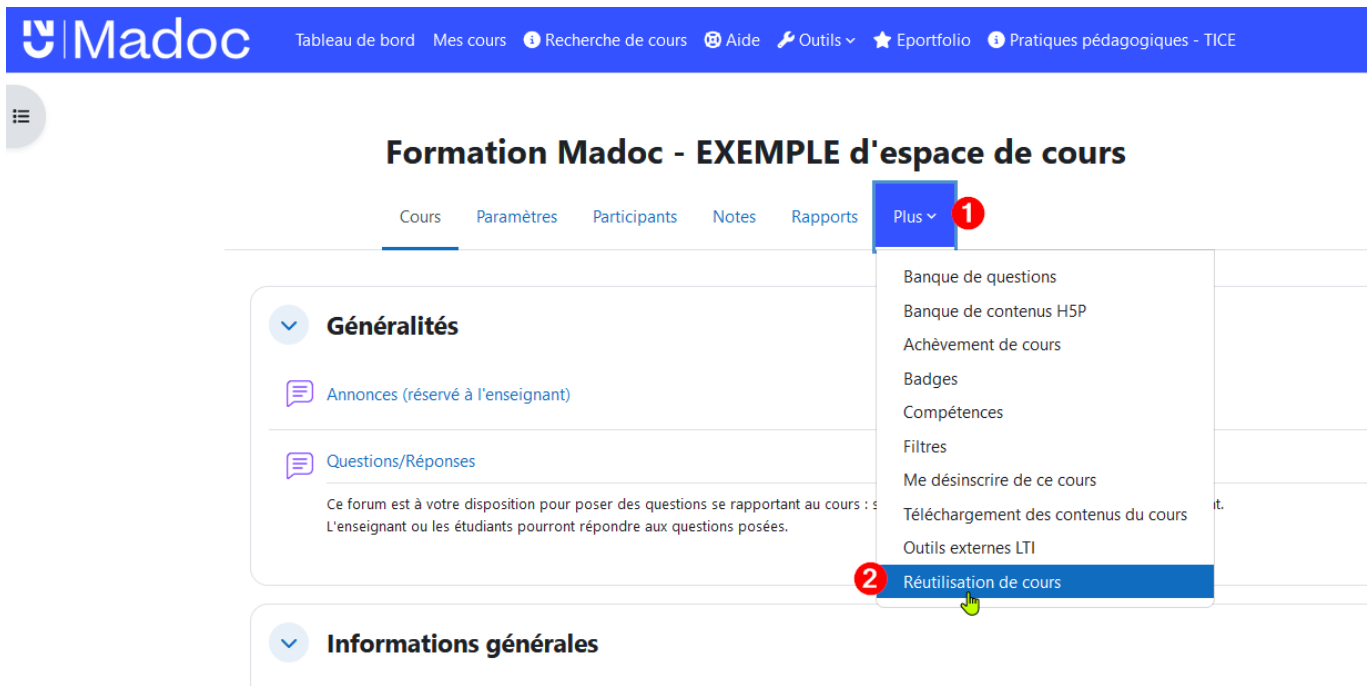 Madoc
Tableau de bord Mes cours Recherche de cours Aide Outils Eportfolio Pratiques pédagogiques - TICE
Formation Madoc - EXEMPLE d'espace de cours
Cours Paramètres Participants Notes Rapports Plus 1
Banque de questions
Banque de contenus H5P
Achèvement de cours
Badges
Compétences
Filtres
Me désinscrire de ce cours
Téléchargement des contenus du cours
Outils externes LTI
2 Réutilisation de cours
Généralités
Annonces (réservé à l'enseignant)
Questions/Réponses
Ce forum est à votre disposition pour poser des questions se rapportant au cours :
L'enseignant ou les étudiants pourront répondre aux questions posées.
Informations générales